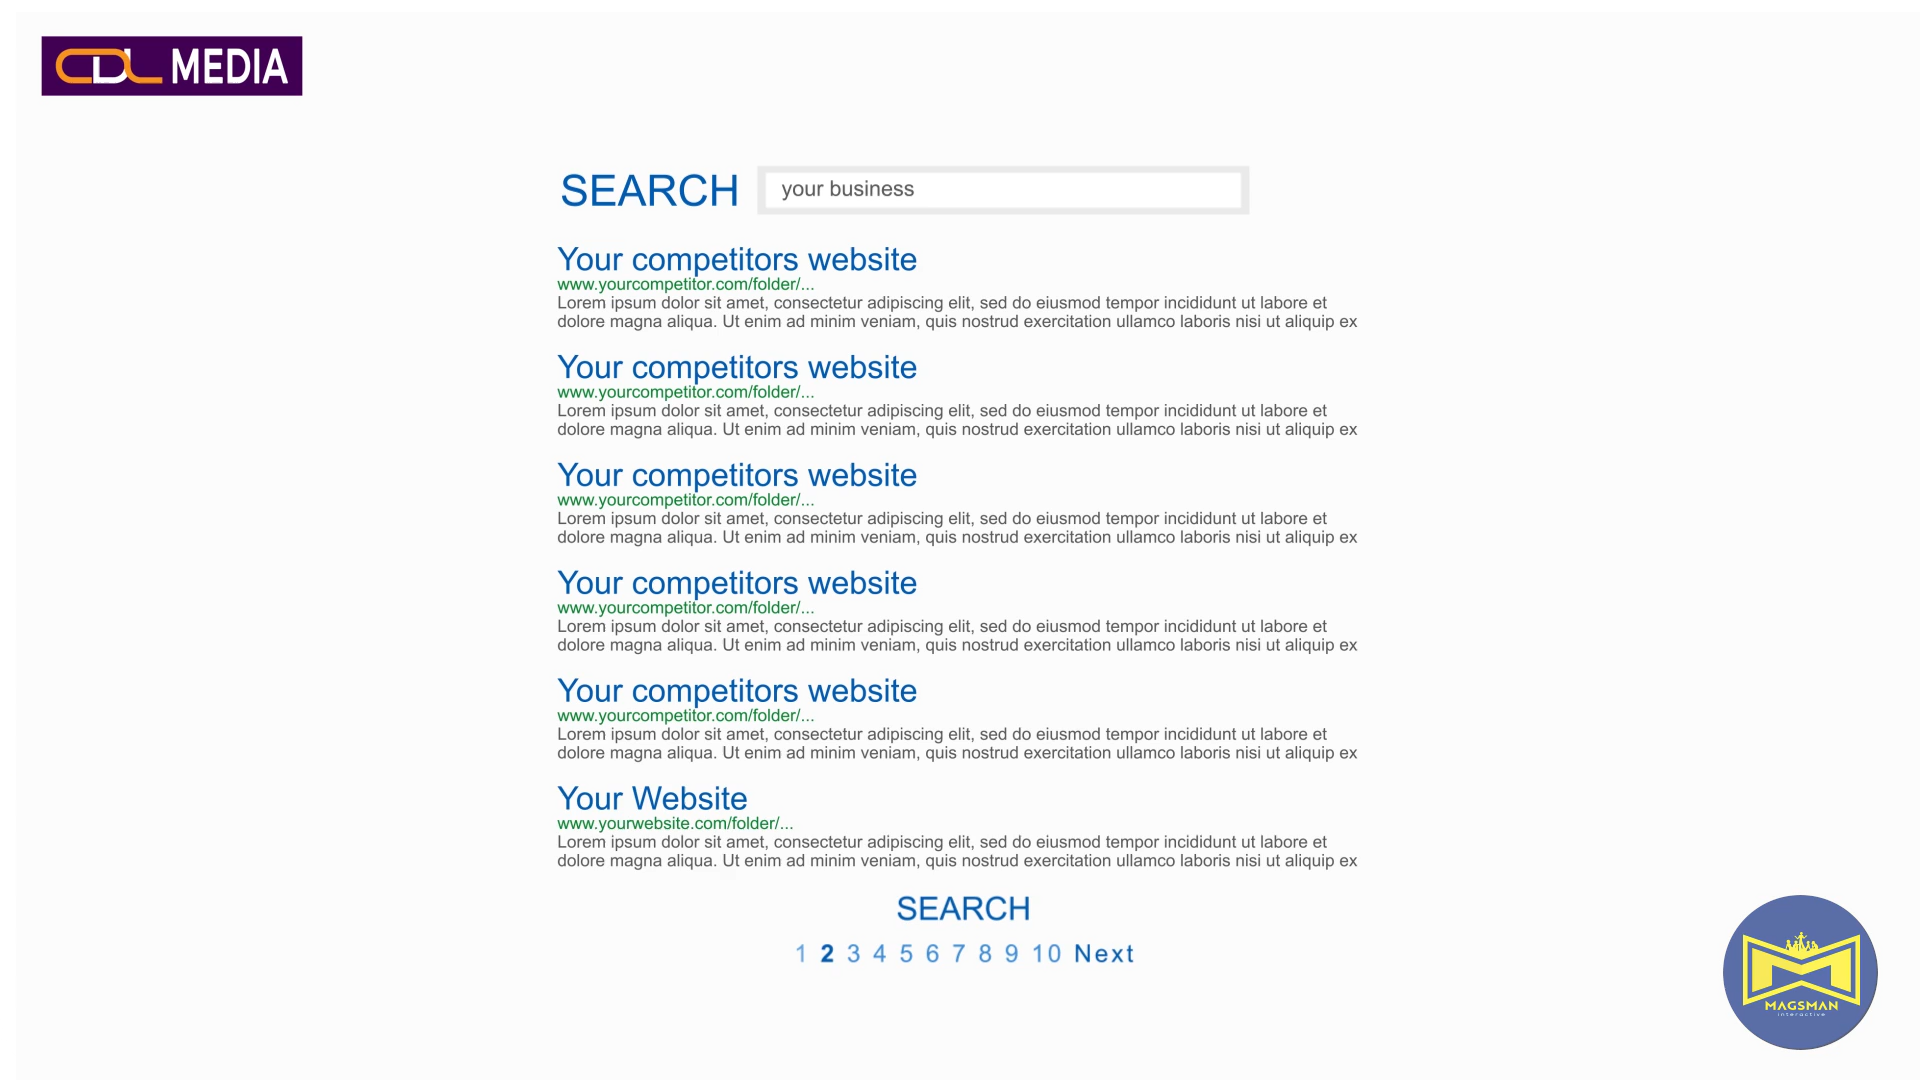 CDL MEDIA
SEARCH your business
Your competitors website
www.yourcompetitor.com/folder/...
Lorem ipsum dolor sit amet, consectetur adipiscing elit, sed do eiusmod tempor incididunt ut labore et
dolore magna aliqua. Ut enim ad minim veniam, quis nostrud exercitation ullamco laboris nisi ut aliquip ex
Your competitors website
www.yourcompetitor.com/folder/...
Lorem ipsum dolor sit amet, consectetur adipiscing elit, sed do eiusmod tempor incididunt ut labore et
dolore magna aliqua. Ut enim ad minim veniam, quis nostrud exercitation ullamco laboris nisi ut aliquip ex
Your competitors website
www.yourcompetitor.com/folder/...
Lorem ipsum dolor sit amet, consectetur adipiscing elit, sed do eiusmod tempor incididunt ut labore et
dolore magna aliqua. Ut enim ad minim veniam, quis nostrud exercitation ullamco laboris nisi ut aliquip ex
Your competitors website
www.yourcompetitor.com/folder/...
Lorem ipsum dolor sit amet, consectetur adipiscing elit, sed do eiusmod tempor incididunt ut labore et
dolore magna aliqua. Ut enim ad minim veniam, quis nostrud exercitation ullamco laboris nisi ut aliquip ex
Your competitors website
www.yourcompetitor.com/folder/...
Lorem ipsum dolor sit amet, consectetur adipiscing elit, sed do eiusmod tempor incididunt ut labore et
dolore magna aliqua. Ut enim ad minim veniam, quis nostrud exercitation ullamco laboris nisi ut aliquip ex
Your Website
www.yourwebsite.com/folder/...
Lorem ipsum dolor sit amet, consectetur adipiscing elit, sed do eiusmod tempor incididunt ut labore et
dolore magna aliqua. Ut enim ad minim veniam, quis nostrud exercitation ullamco laboris nisi ut aliquip ex
SEARCH
1 2 3 4 5 6 7 8 9 10 Next
MAGSMAN
interactive